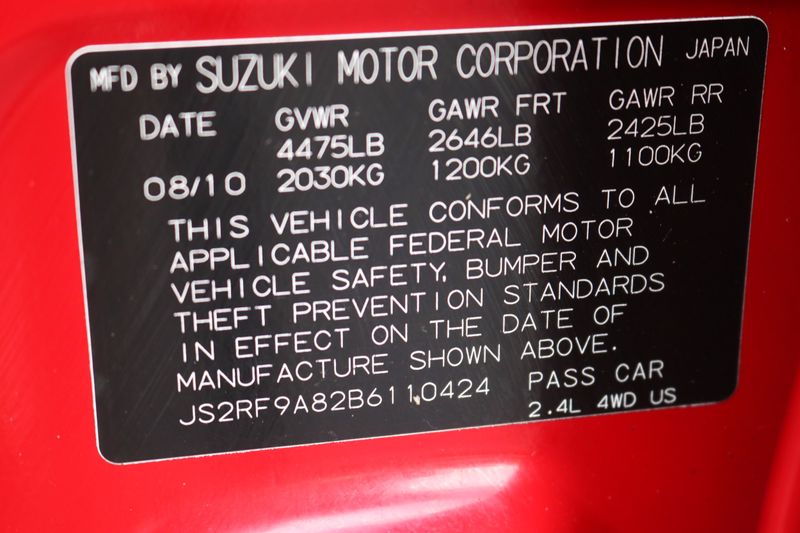 MFD BY SUZUKI MOTOR CORPORATION JAPAN
DATE GVWR GAWR FRT GAWR RR
4475LB 2646LB 2425LB
08/10 2030KG 1200KG 1100KG
THIS VEHICLE CONFORMS TO ALL
APPLICABLE FEDERAL MOTOR
VEHICLE SAFETY, BUMPER AND
THEFT PREVENTION STANDARDS
IN EFFECT ON THE DATE OF
MANUFACTURE SHOWN ABOVE.
JS2RF9A82B6110424 PASS CAR
2.4L 4WD US